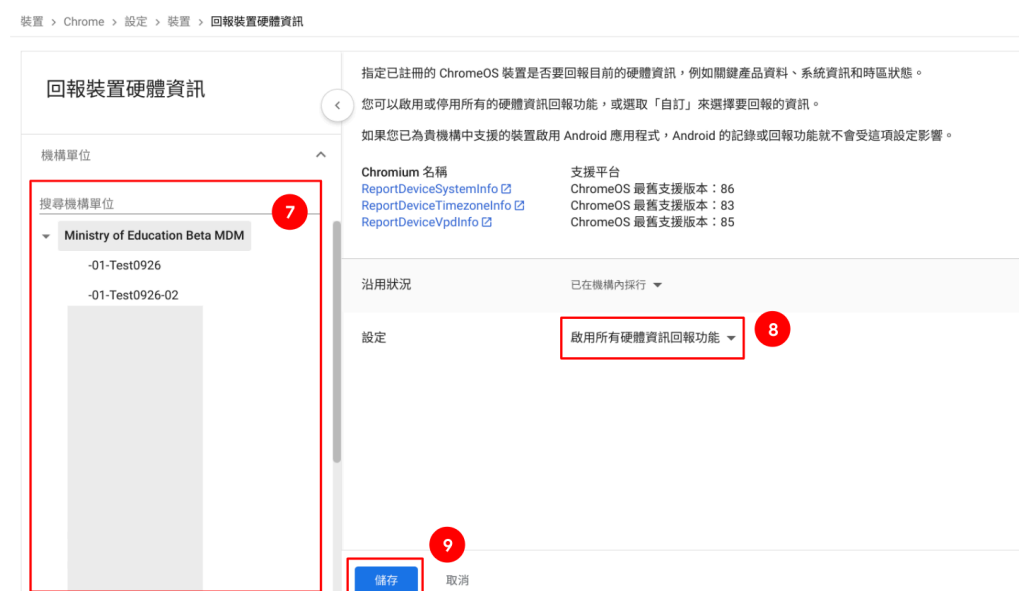 裝置 > Chrome > 設定 > 裝置 > 回報裝置硬體資訊
回報裝置硬體資訊
機構單位
搜尋機構單位
7
Ministry of Education Beta MDM
-01-Test0926
-01-Test0926-02
指定已註冊的 ChromeOS 裝置是否要回報目前的硬體資訊，例如關鍵產品資料、系統資訊和時區狀態。
您可以啟用或停用所有的硬體資訊回報功能，或選取「自訂」來選擇要回報的資訊。
如果您已為貴機構中支援的裝置啟用 Android 應用程式，Android 的記錄或回報功能就不會受這項設定影響。
Chromium 名稱 支援平台
ReportDeviceSystemInfo ChromeOS 最舊支援版本：86
ReportDeviceTimezoneInfo ChromeOS 最舊支援版本：83
ReportDeviceVpdInfo ChromeOS 最舊支援版本：85
沿用狀況 已在機構內採行
設定 啟用所有硬體資訊回報功能 8
9
儲存 取消